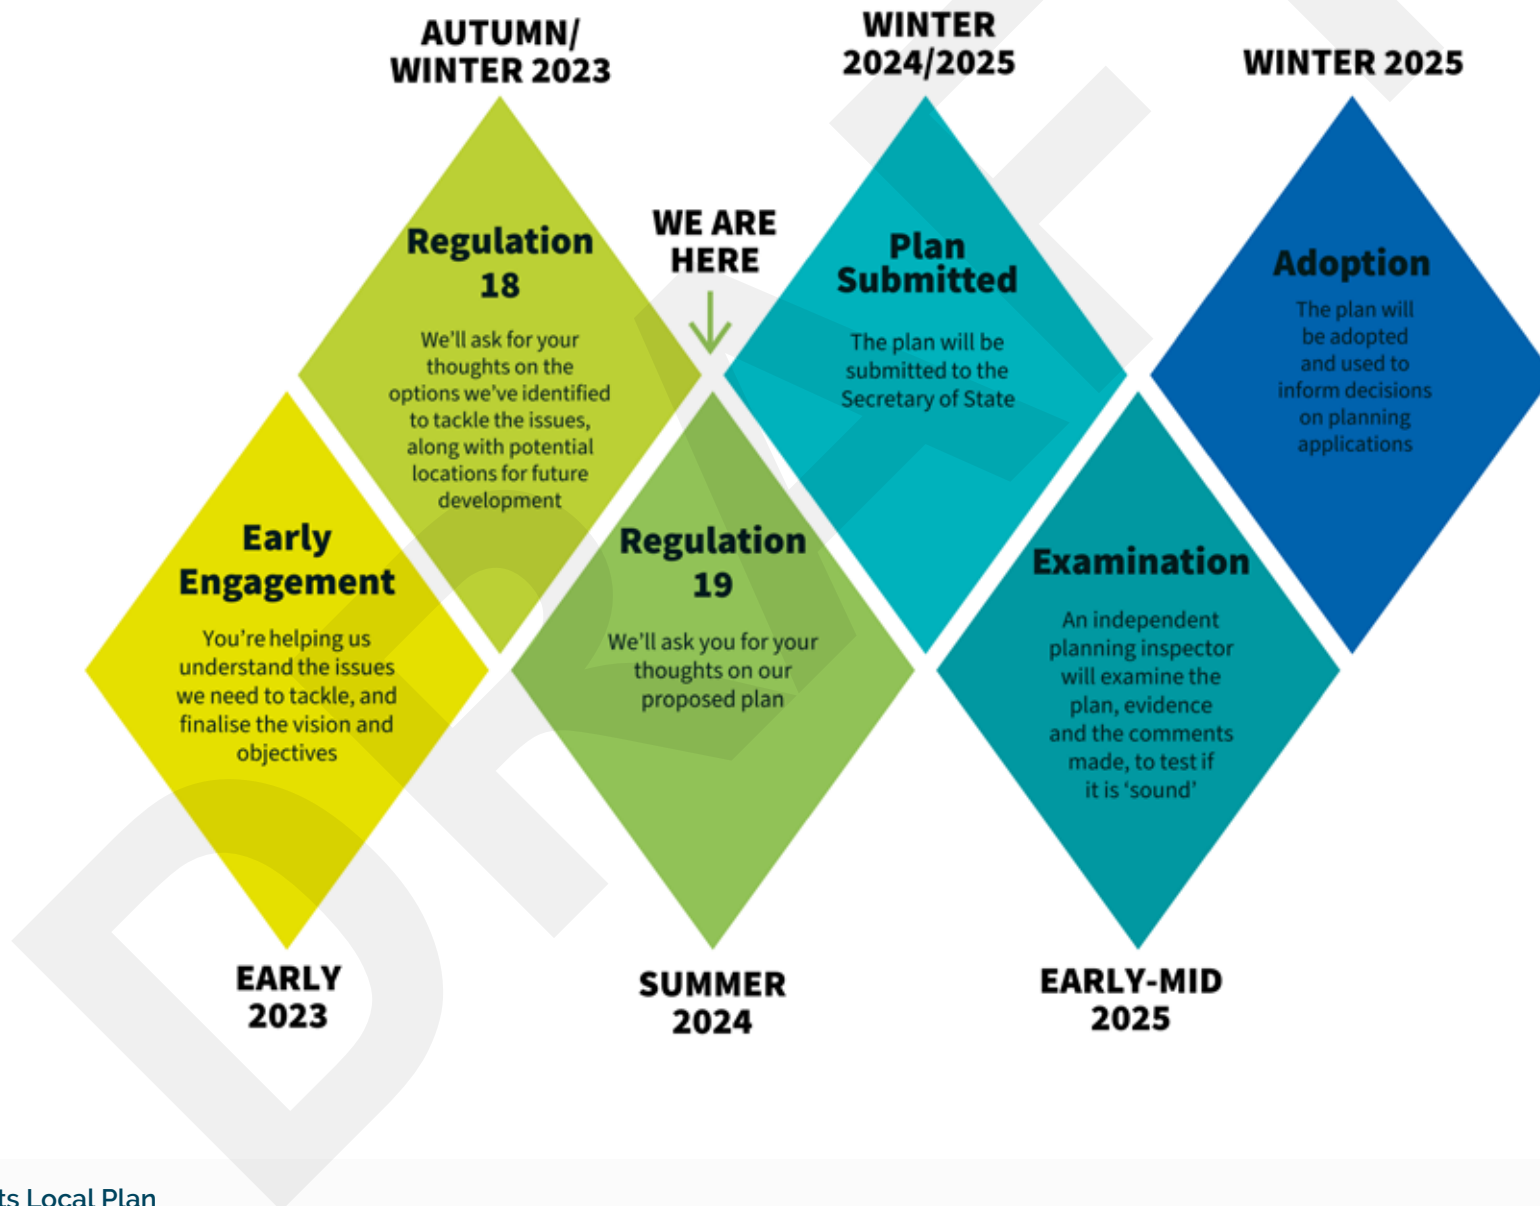 AUTUMN/
WINTER 2023
Regulation
18
We'll ask for your
thoughts on the
options we've identified
to tackle the issues,
along with potential
locations for future
development
WINTER
2024/2025
Plan
Submitted
The plan will be
submitted to the
Secretary of State
WINTER 2025
Adoption
The plan will
be adopted
and used to
inform decisions
on planning
applications
WE ARE
HERE
Early
Engagement
You're helping us
understand the issues
we need to tackle, and
finalise the vision and
objectives
EARLY
2023
Regulation
19
We'll ask you for your
thoughts on our
proposed plan
SUMMER
2024
Examination
An independent
planning inspector
will examine the
plan, evidence
and the comments
made, to test if
it is ‘sound’
EARLY-MID
2025
DRAFT
ts Local Plan